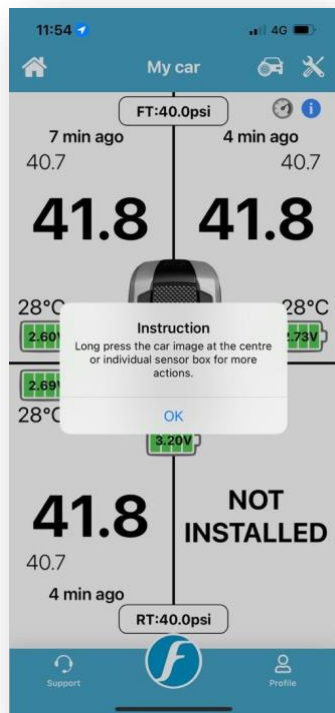 11:54
4G
My car
FT:40.0psi
7 min ago
4 min ago
40.7
40.7
41.8
41.8
28°C
28°C
2.60
.73V
Instruction
Long press the car image at the centre
or individual sensor box for more
actions.
OK
2.69
28°C
3.20V
41.8
NOT
INSTALLED
40.7
4 min ago
RT:40.0psi
Support
f
Profile